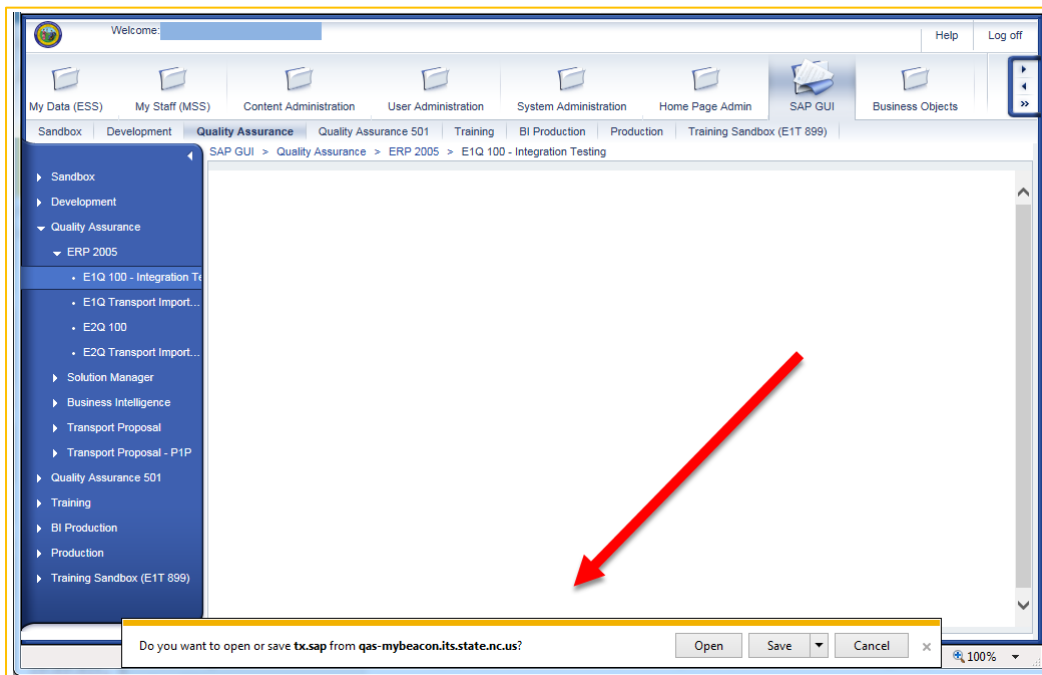 Welcome:
Help Log off
My Data (ESS) My Staff (MSS) Content Administration User Administration System Administration Home Page Admin SAP GUI Business Objects
Sandbox Development Quality Assurance Quality Assurance 501 Training BI Production Production Training Sandbox (E1T 899)
SAP GUI > Quality Assurance > ERP 2005 > E1Q 100 - Integration Testing
Sandbox
Development
Quality Assurance
ERP 2005
E1Q 100 - Integration Te
E1Q Transport Import...
E2Q 100
E2Q Transport Import...
Solution Manager
Business Intelligence
Transport Proposal
Transport Proposal - P1P
Quality Assurance 501
Training
BI Production
Production
Training Sandbox (E1T 899)
Do you want to open or save tx.sap from qas-mybeacon.its.state.nc.us? Open Save Cancel
100%